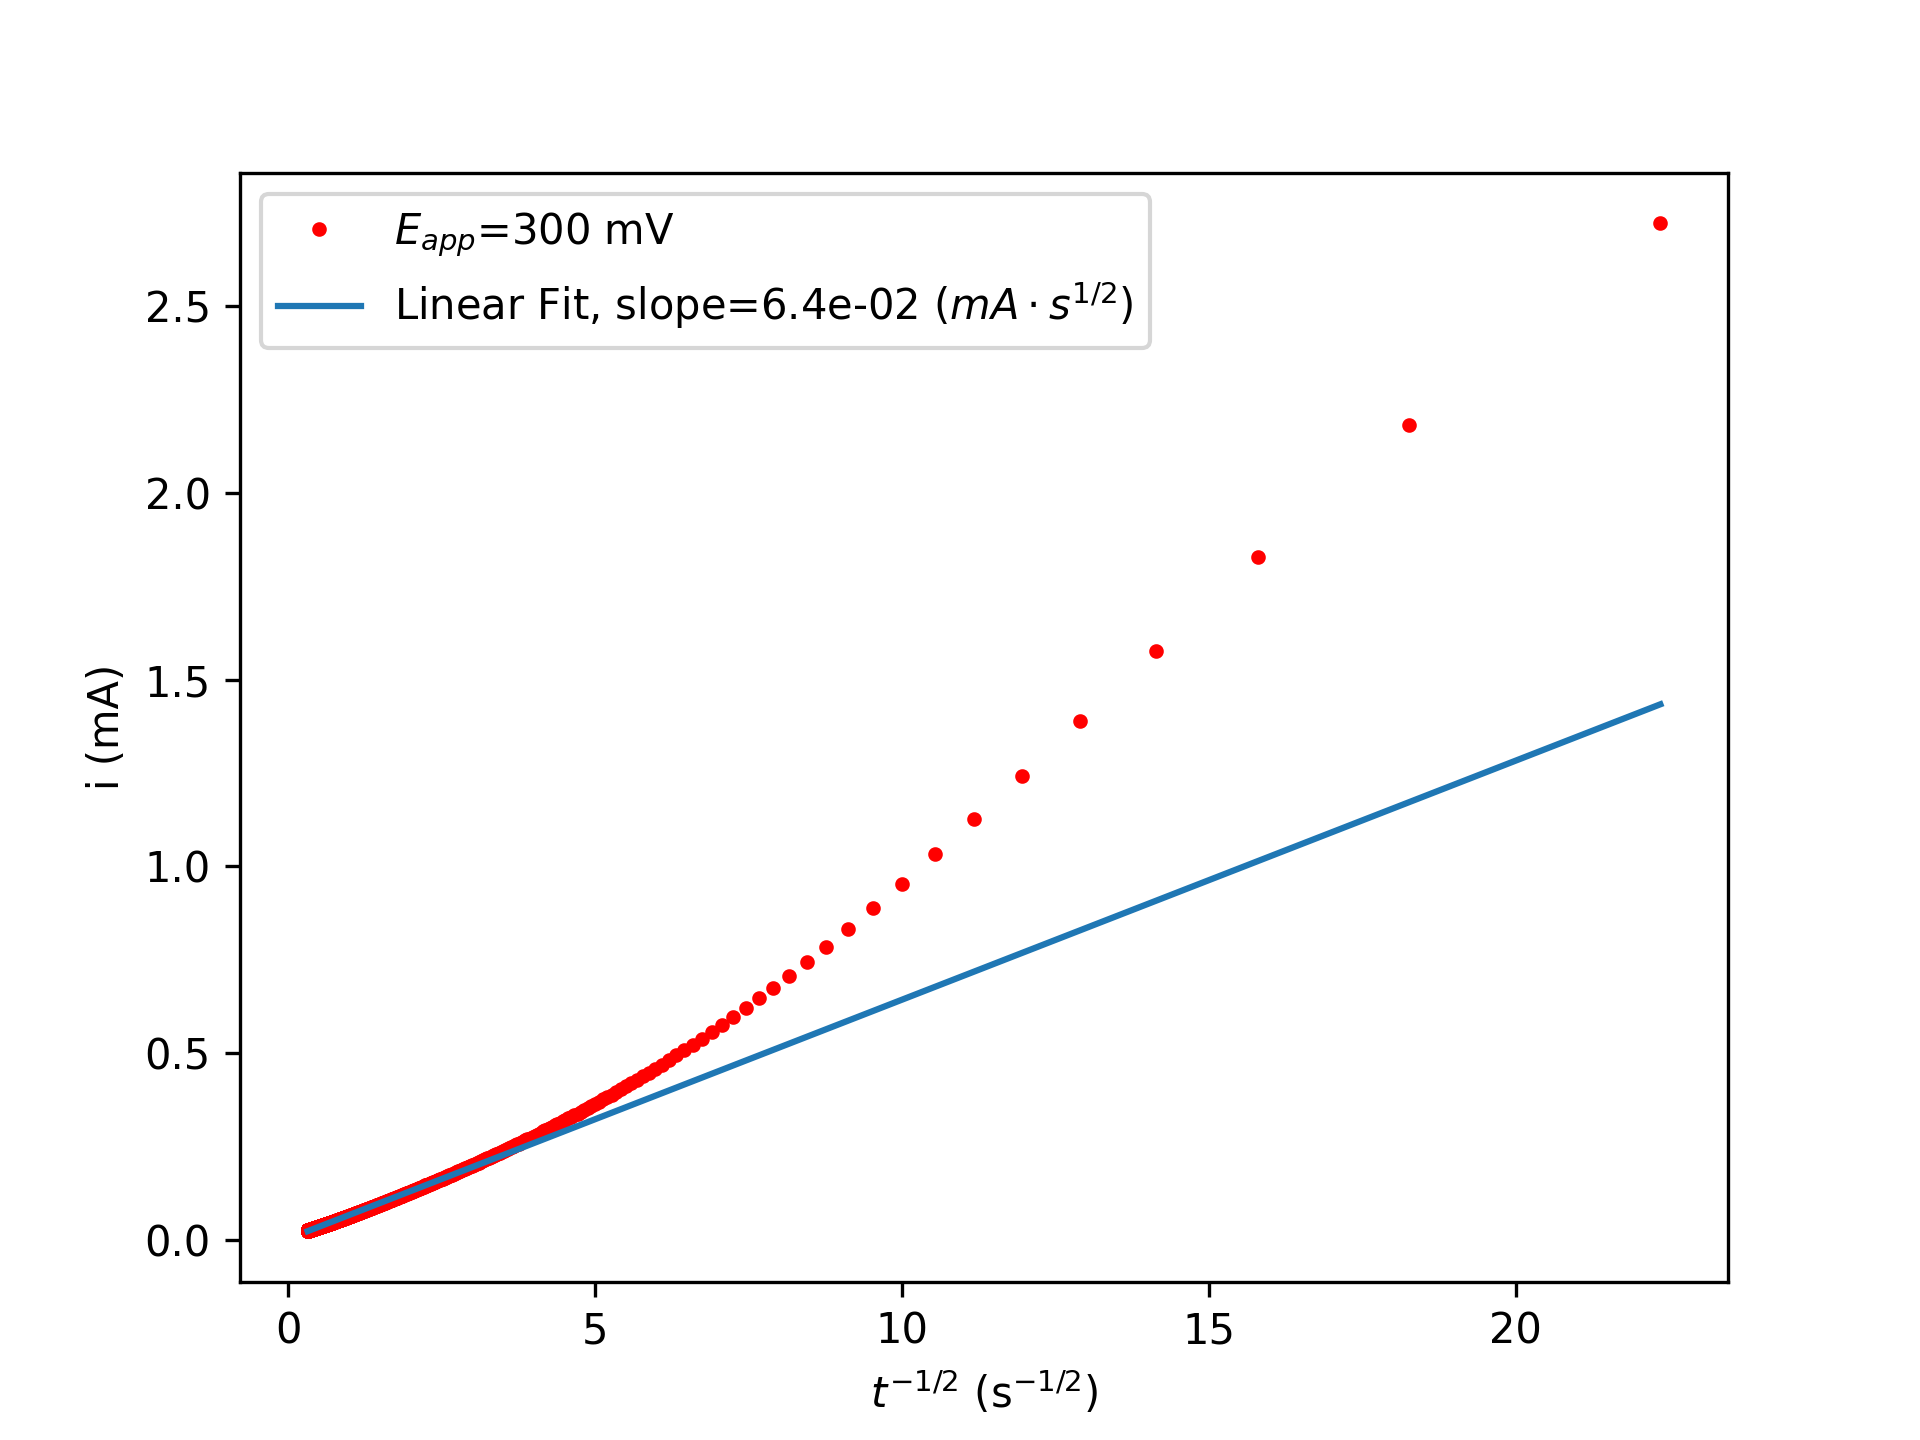 E_app=300 mV
Linear Fit, slope=6.4e-02 (mA · s^1/2)
2.5
2.0
1.5
1.0
0.5
0.0
i (mA)
0 5 10 15 20
t^−1/2 (s^−1/2)